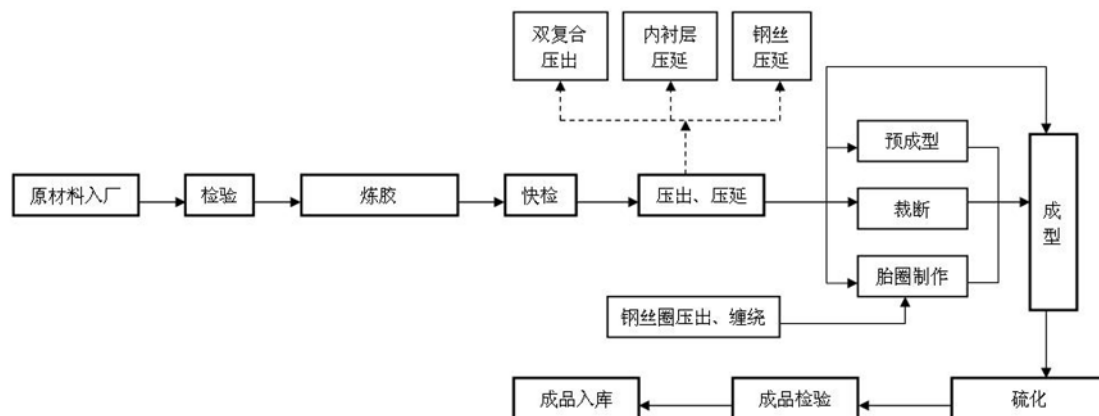 双复合
压出
内衬层
压延
钢丝
压延
预成型
原材料入厂
检验
炼胶
快检
压出、压延
裁断
成
型
胎圈制作
钢丝圈压出、缠绕
成品入库
成品检验
硫化